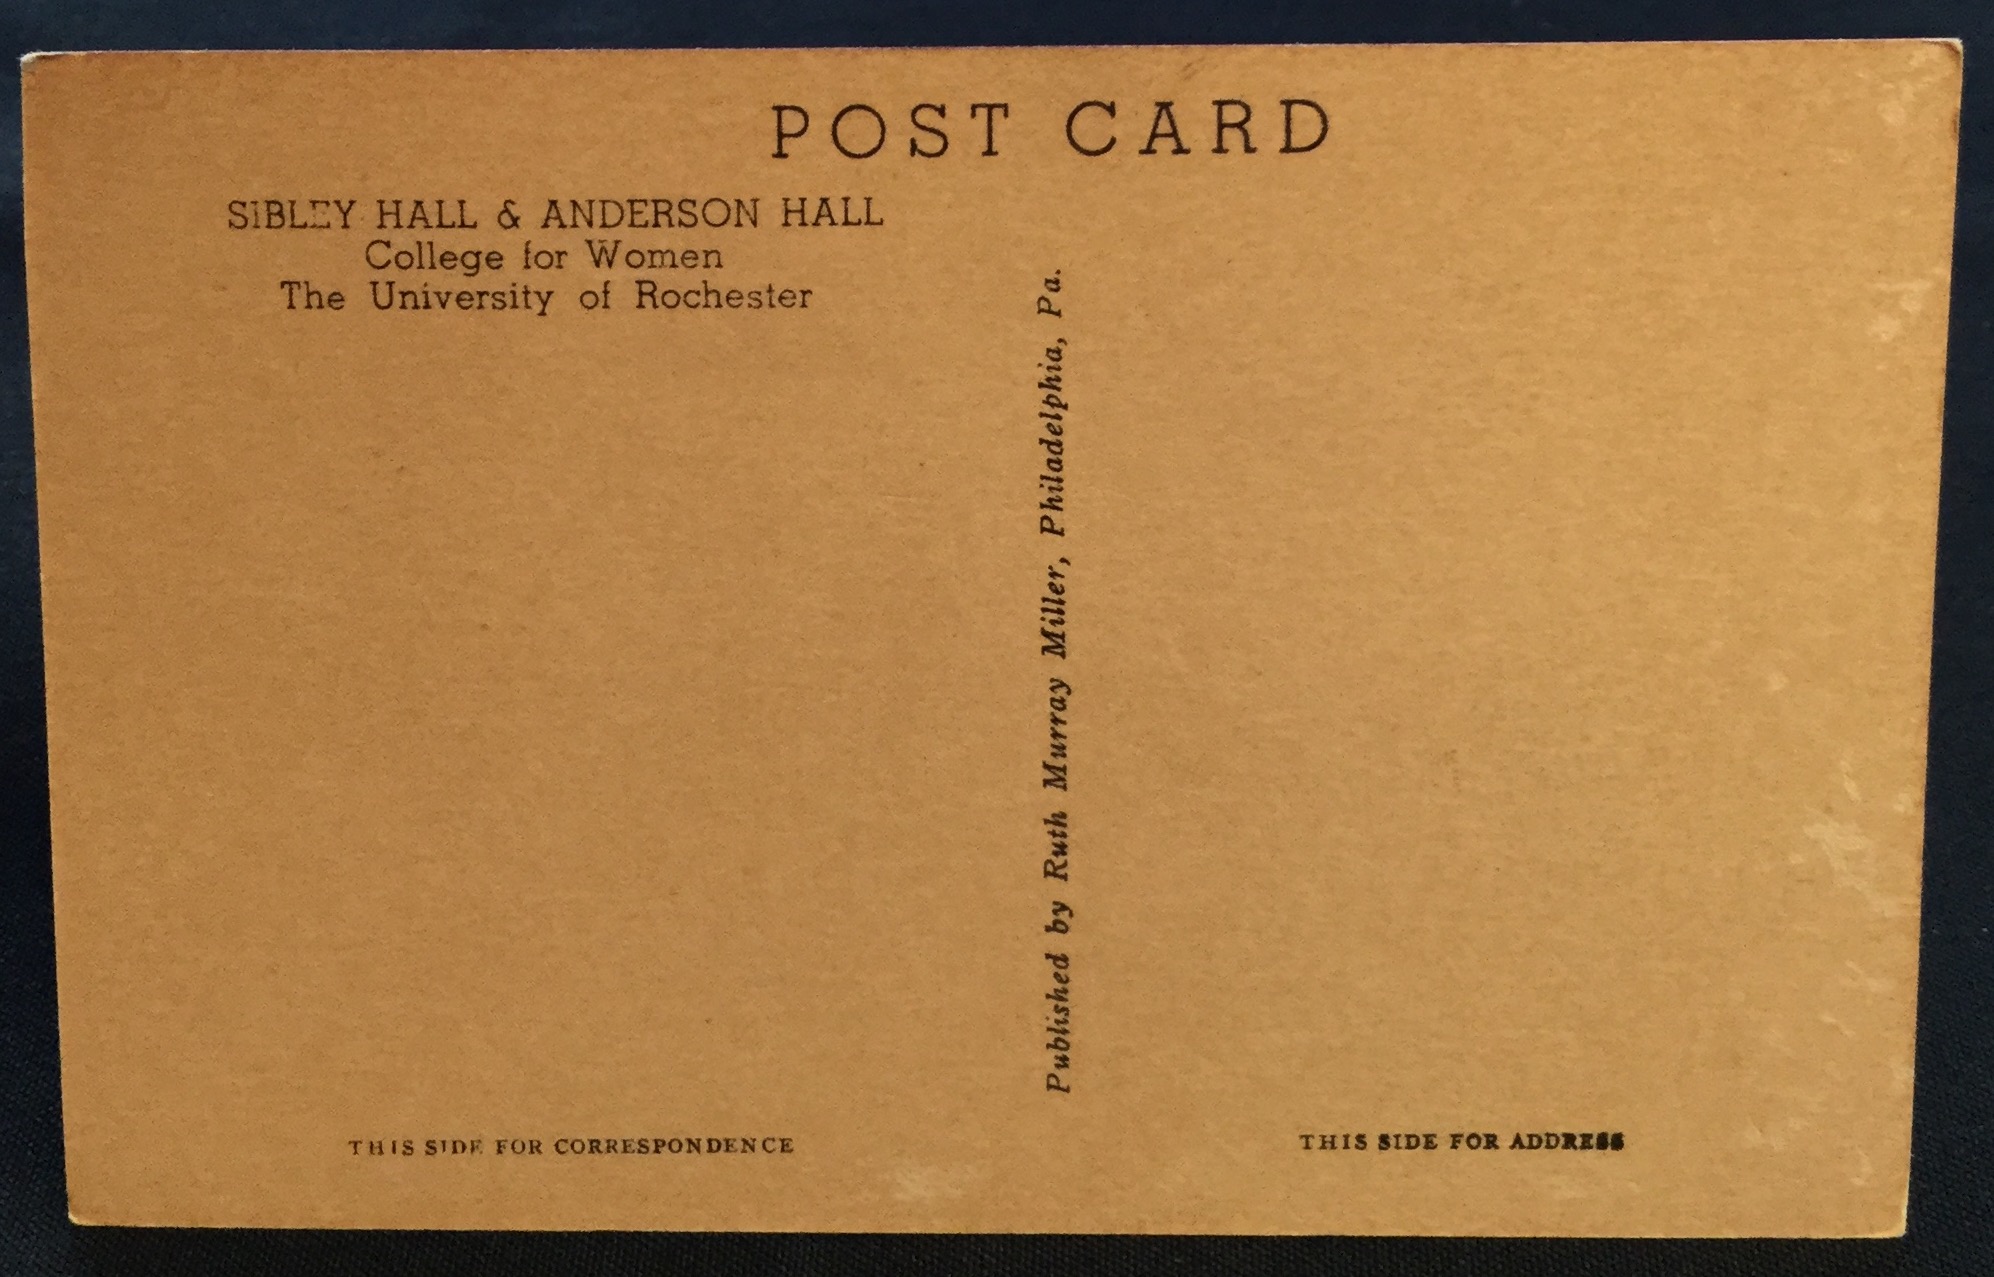 POST CARD
SIBLEY HALL & ANDERSON HALL
College for Women
The University of Rochester
Published by Ruth Murray Miller, Philadelphia, Pa.
THIS SIDE FOR CORRESPONDENCE
THIS SIDE FOR ADDRESS